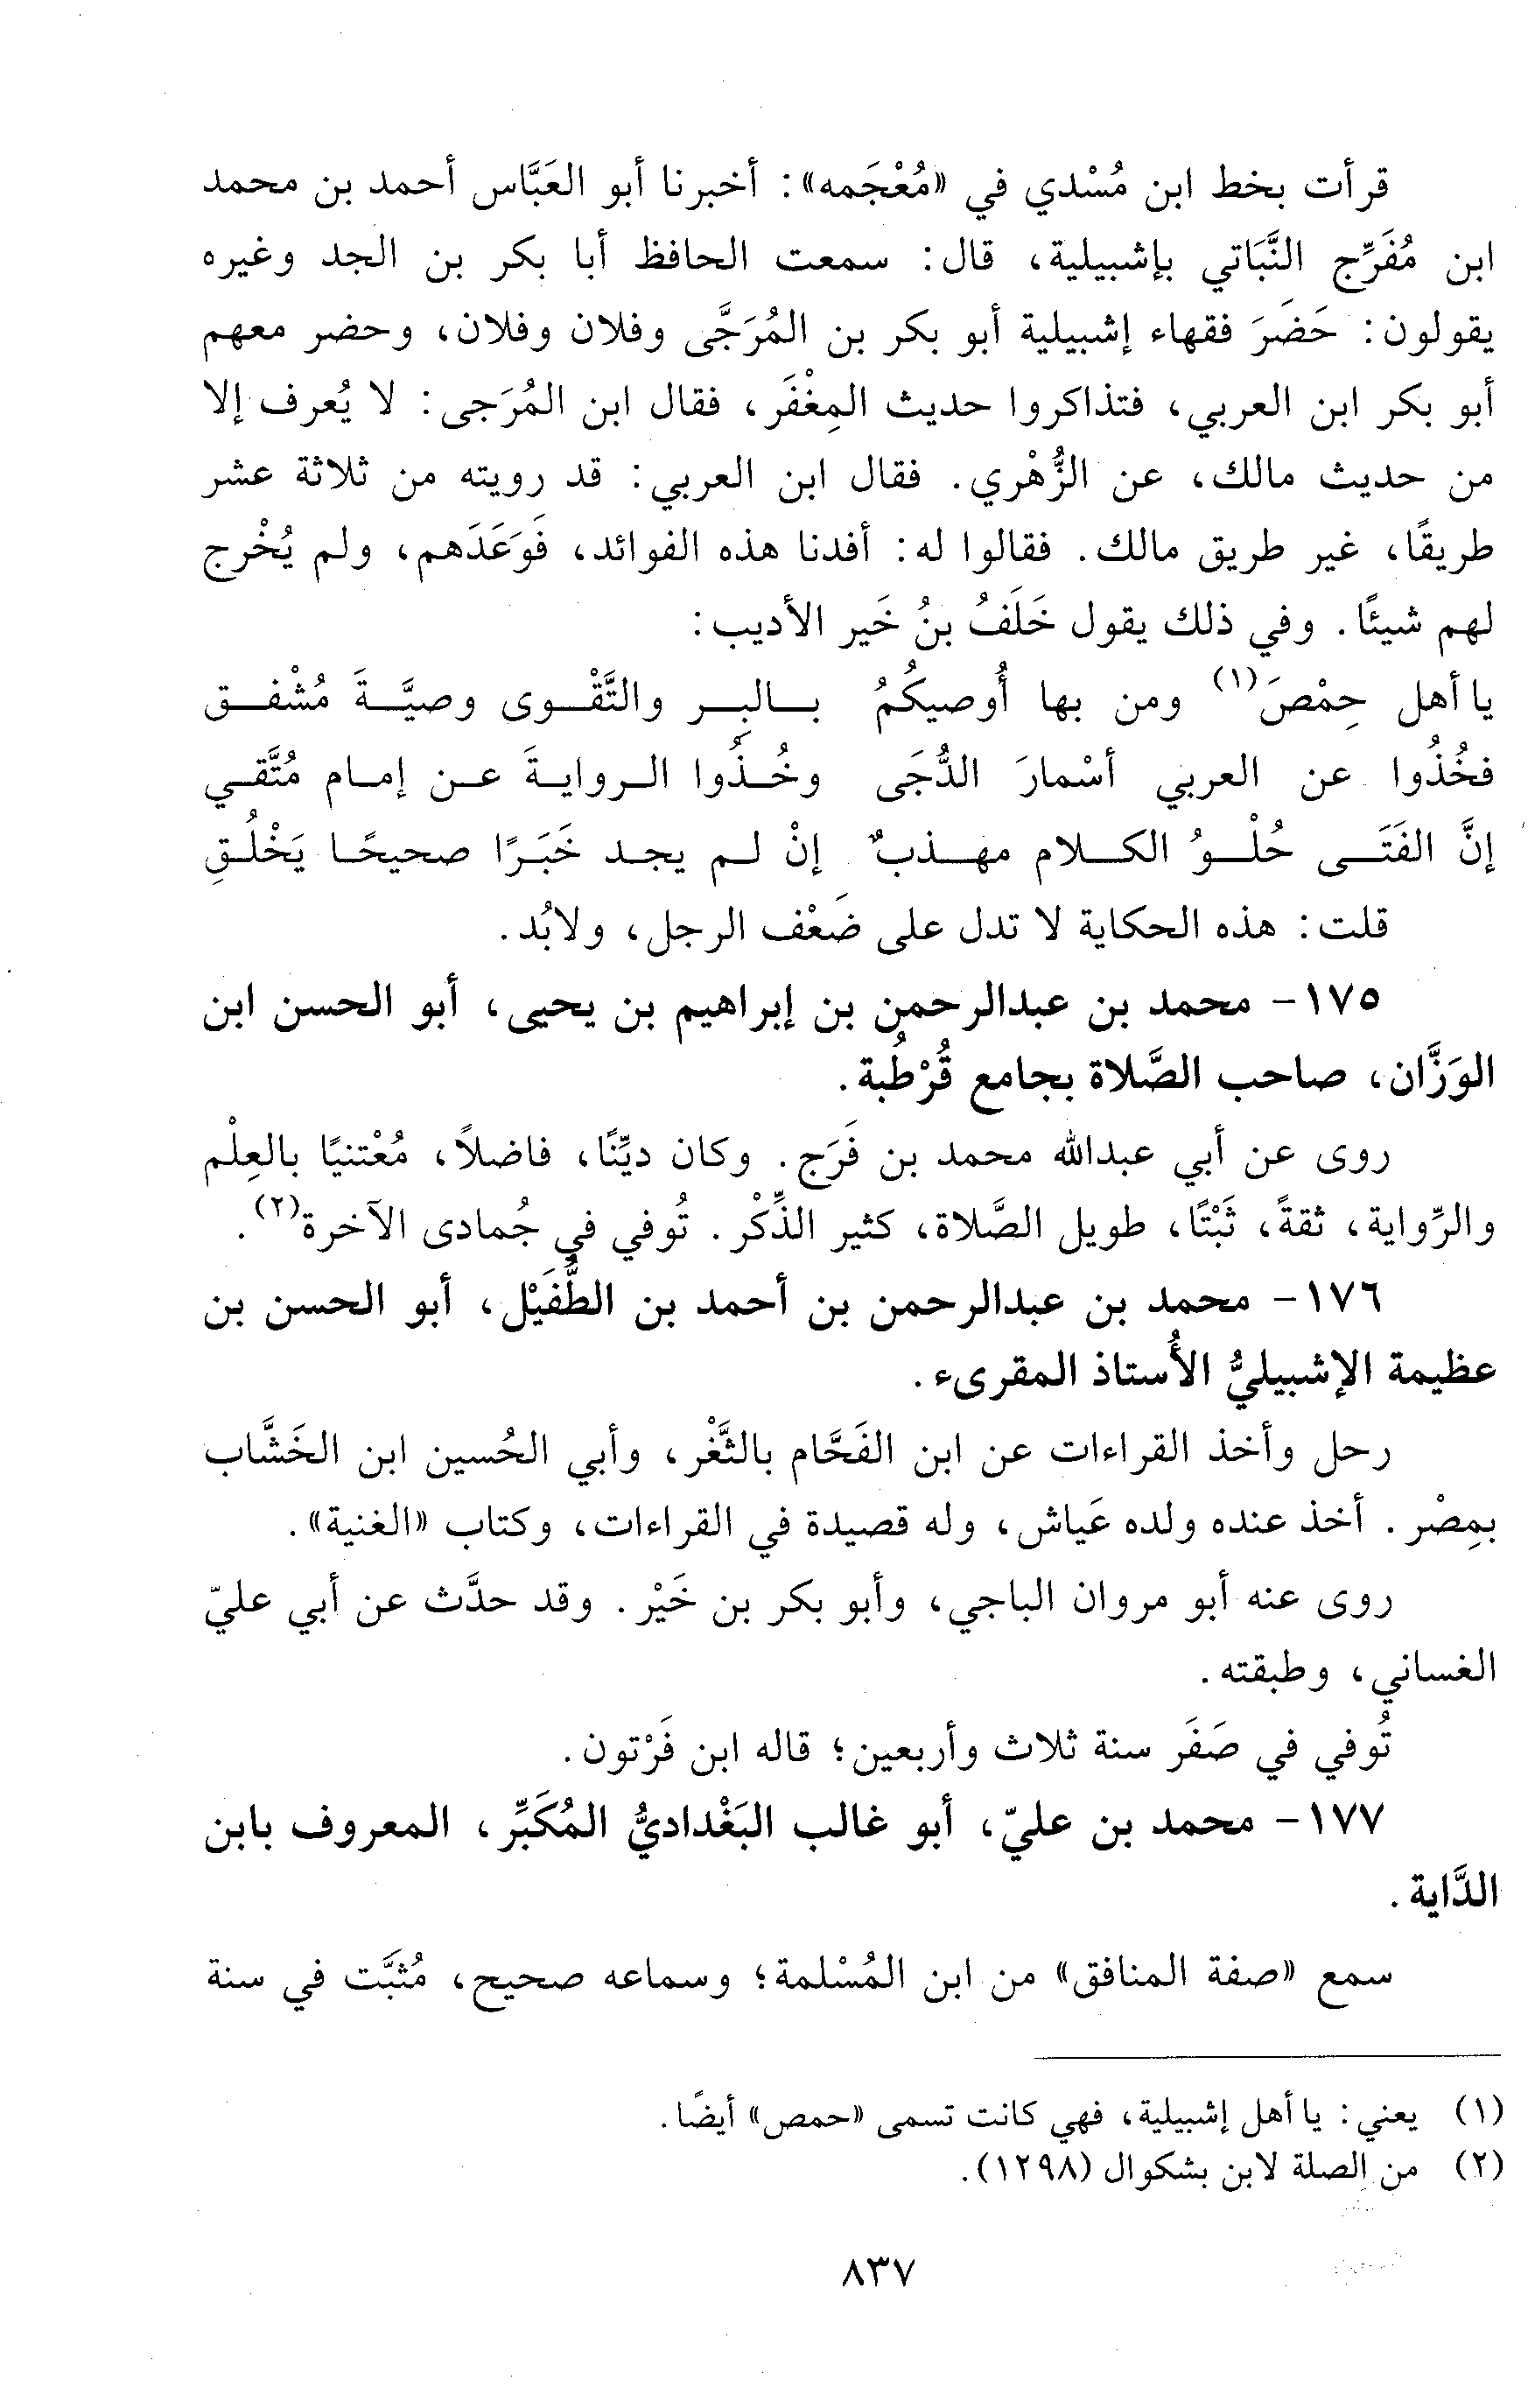 قرأت بخط ابن مُسْدي في «مُعْجَمه»: أخبرنا أبو العَبَّاس أحمد بن محمد
ابن مُفَرِّج النَّبَاتي بإشبيلية، قال: سمعت الحافظ أبا بكر بن الجد وغيره
يقولون: حَضَرَ فقهاء إشبيلية أبو بكر بن المُرَجَّى وفلان وفلان، وحضر معهم
أبو بكر ابن العربي، فتذاكروا حديث المِغْفَر، فقال ابن المُرَجى: لا يُعرف إلا
من حديث مالك، عن الزُّهْري. فقال ابن العربي: قد رويته من ثلاثة عشر
طريقًا، غير طريق مالك. فقالوا له: أفدنا هذه الفوائد، فَوَعَدَهم، ولم يُخْرج
لهم شيئًا. وفي ذلك يقول خَلَفُ بنُ خَير الأديب:
يا أهل حِمْصَ(١) ومن بها أُوصيكُمُ بالبِر والتَّقْوى وصيَّةَ مُشْفق
فخُذُوا عن العربي أسْمارَ الدُّجَى وخُذُوا الروايةَ عن إمام مُتَّقي
إنَّ الفَتَى حُلْوُ الكلام مهذبٌ إنْ لم يجد خَبَرًا صحيحًا يَخْلُقِ
قلت: هذه الحكاية لا تدل على ضَعْف الرجل، ولابُد.
١٧٥- محمد بن عبدالرحمن بن إبراهيم بن يحيى، أبو الحسن ابن
الوَزَّان، صاحب الصَّلاة بجامع قُرْطُبة.
روى عن أبي عبدالله محمد بن فَرَج. وكان ديِّنًا، فاضلاً، مُعْتنيًا بالعِلْم
والرِّواية، ثقةً، ثَبْتًا، طويل الصَّلاة، كثير الذِّكْر. تُوفي في جُمادى الآخرة(٢).
١٧٦- محمد بن عبدالرحمن بن أحمد بن الطُّفَيْل، أبو الحسن بن
عظيمة الإشبيليُّ الأُستاذ المقرىء.
رحل وأخذ القراءات عن ابن الفَحَّام بالثَّغْر، وأبي الحُسين ابن الخَشَّاب
بمِصْر. أخذ عنده ولده عَياش، وله قصيدة في القراءات، وكتاب «الغنية».
روى عنه أبو مروان الباجي، وأبو بكر بن خَيْر. وقد حدَّث عن أبي عليّ
الغساني، وطبقته.
تُوفي في صَفَر سنة ثلاث وأربعين؛ قاله ابن فَرْتون.
١٧٧- محمد بن عليّ، أبو غالب البَغْداديُّ المُكَبِّر، المعروف بابن
الدَّاية.
سمع «صفة المنافق» من ابن المُسْلمة؛ وسماعه صحيح، مُثبَّت في سنة
(١) يعني: يا أهل إشبيلية، فهي كانت تسمى «حمص» أيضًا.
(٢) من الصلة لابن بشكوال (١٢٩٨).
٨٣٧